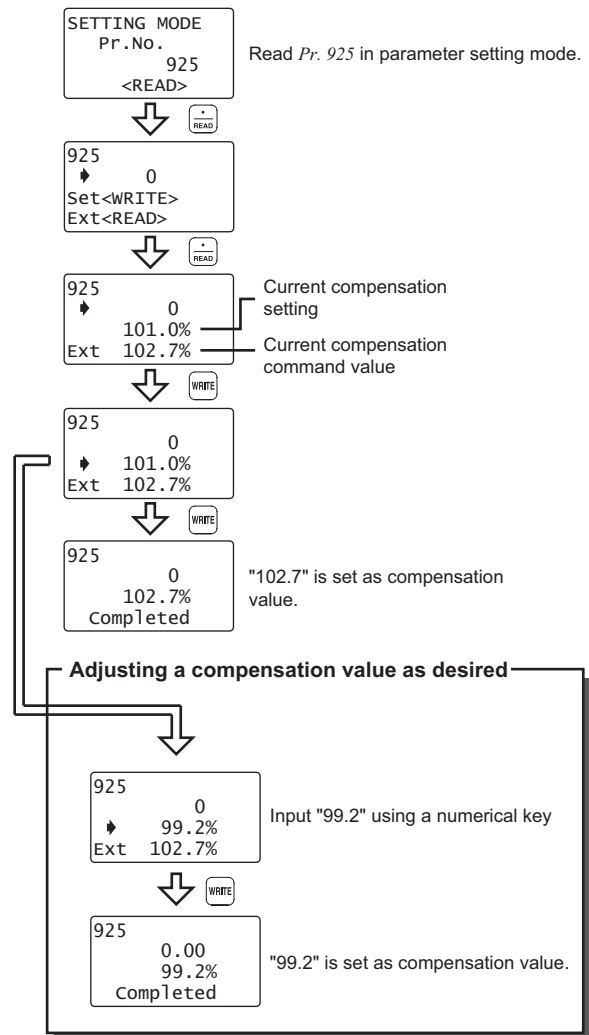 SETTING MODE
Pr.No.
925
<READ>
Read Pr. 925 in parameter setting mode.
READ
925
0
Set<WRITE>
Ext<READ>
READ
925
0
101.0%
Ext 102.7%
Current compensation
setting
Current compensation
command value
WRITE
925
0
101.0%
Ext 102.7%
WRITE
925
0
102.7%
Completed
"102.7" is set as compensation
value.
Adjusting a compensation value as desired
925
0
99.2%
Ext 102.7%
Input "99.2" using a numerical key
WRITE
925
0.00
99.2%
Completed
"99.2" is set as compensation value.